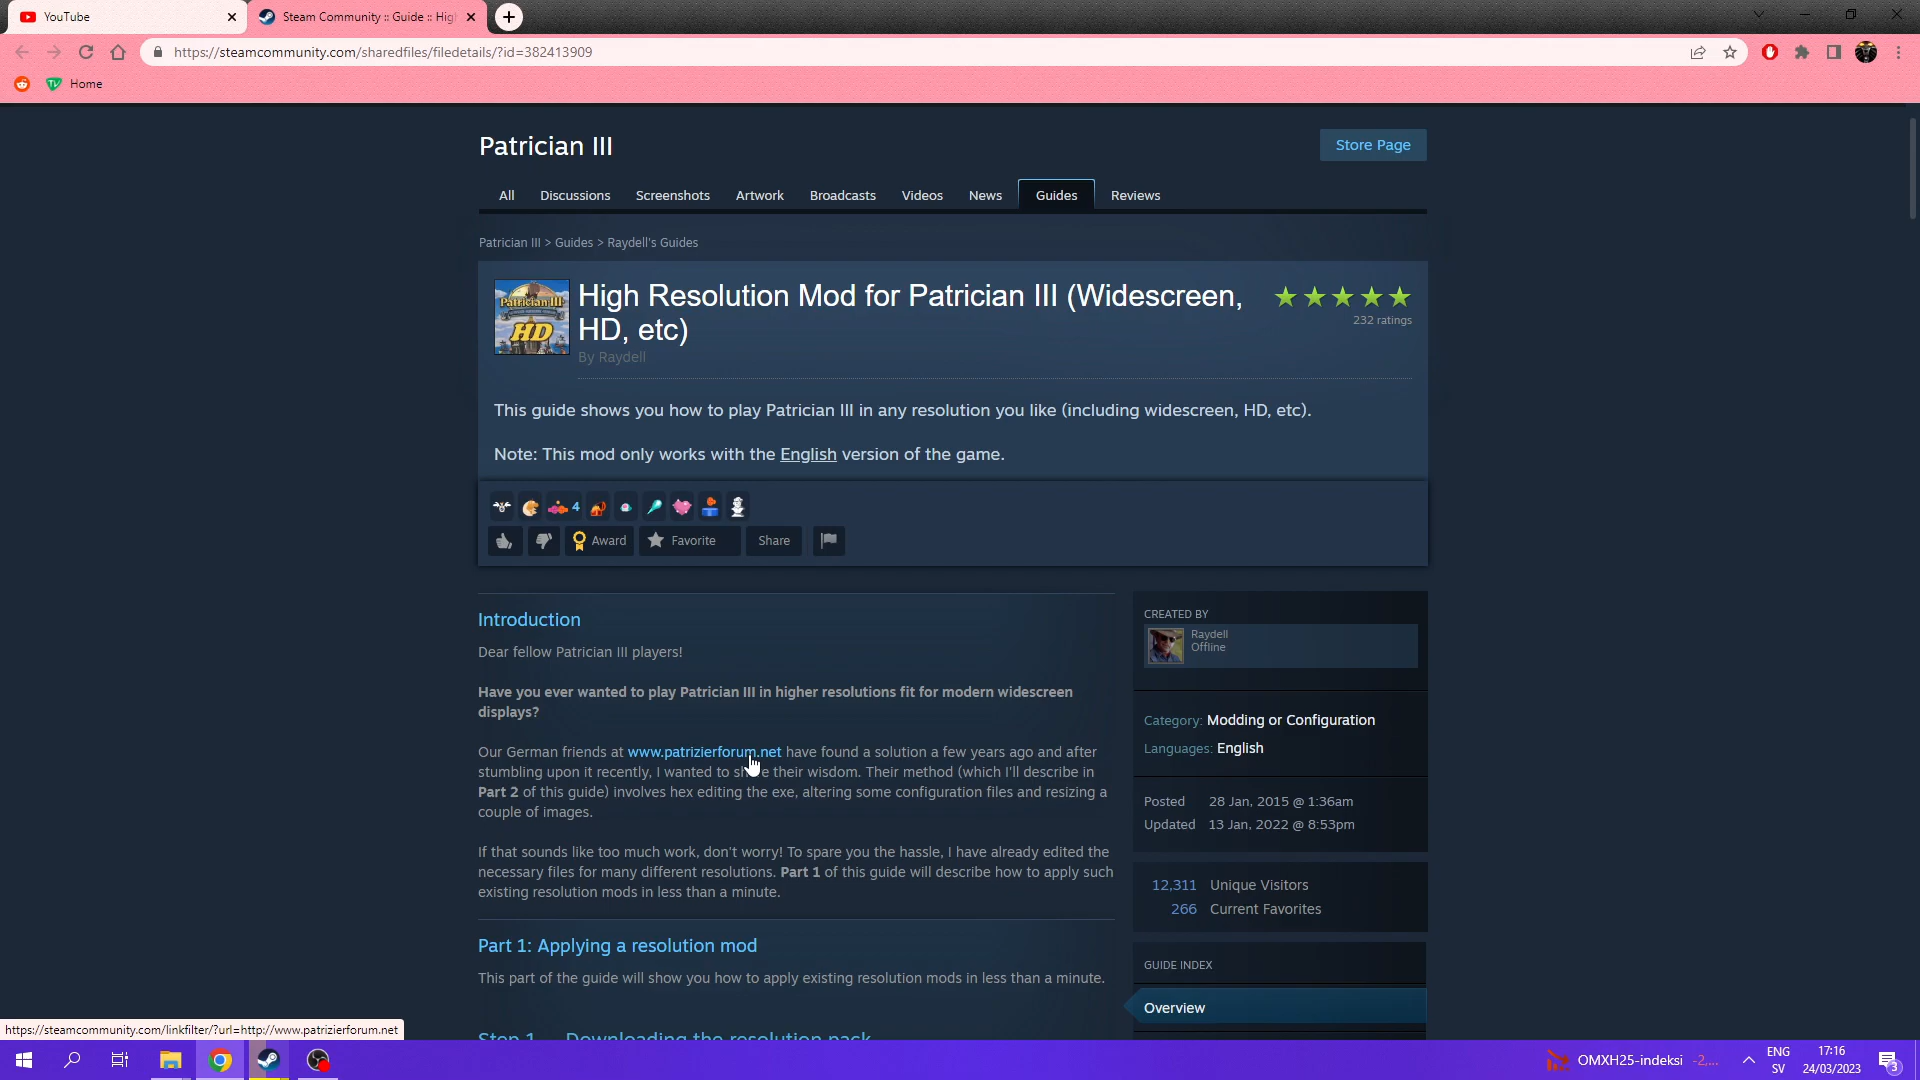 YouTube
Steam Community :: Guide :: Hig
https://steamcommunity.com/sharedfiles/filedetails/?id=382413909
Home
Patrician III
Store Page
All Discussions Screenshots Artwork Broadcasts Videos News Guides Reviews
Patrician III > Guides > Raydell's Guides
Patrician III
HD
High Resolution Mod for Patrician III (Widescreen,
HD, etc)
232 ratings
By Raydell
This guide shows you how to play Patrician III in any resolution you like (including widescreen, HD, etc).
Note: This mod only works with the English version of the game.
4
Award Favorite Share
Introduction
Dear fellow Patrician III players!
Have you ever wanted to play Patrician III in higher resolutions fit for modern widescreen
displays?
Our German friends at www.patrizierforum.net have found a solution a few years ago and after
stumbling upon it recently, I wanted to their wisdom. Their method (which I'll describe in
Part 2 of this guide) involves hex editing the exe, altering some configuration files and resizing a
couple of images.
If that sounds like too much work, don't worry! To spare you the hassle, I have already edited the
necessary files for many different resolutions. Part 1 of this guide will describe how to apply such
existing resolution mods in less than a minute.
Part 1: Applying a resolution mod
This part of the guide will show you how to apply existing resolution mods in less than a minute.
Step 1 Downloading the resolution pack
CREATED BY
Raydell
Offline
Category: Modding or Configuration
Languages: English
Posted 28 Jan, 2015 @ 1:36am
Updated 13 Jan, 2022 @ 8:53pm
12,311 Unique Visitors
266 Current Favorites
GUIDE INDEX
Overview
https://steamcommunity.com/linkfilter/?url=http://www.patrizierforum.net
OMXH25-indeksi -2,...
ENG
SV
17:16
24/03/2023
3